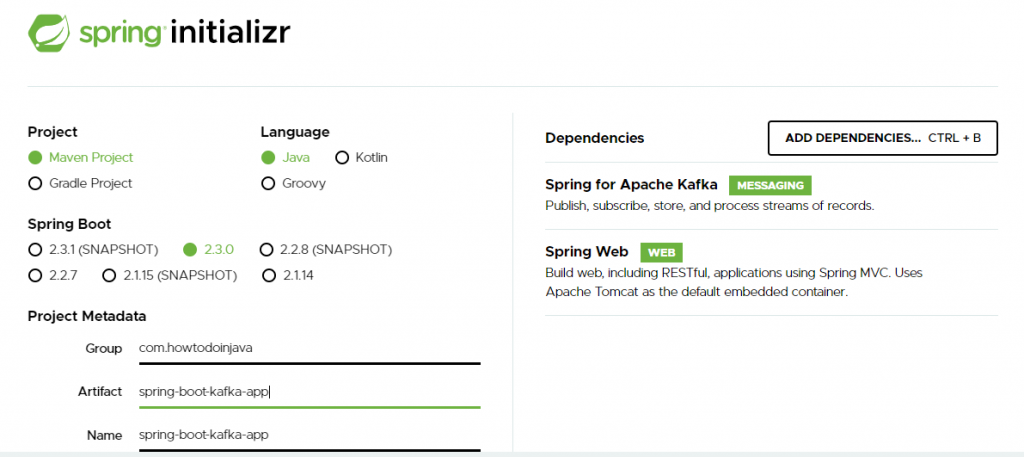 spring initializr
Project
Maven Project
Gradle Project
Language
Java Kotlin
Groovy
Spring Boot
2.3.1 (SNAPSHOT) 2.3.0 2.2.8 (SNAPSHOT)
2.2.7 2.1.15 (SNAPSHOT) 2.1.14
Project Metadata
Group com.howtodoinjava
Artifact spring-boot-kafka-app
Name spring-boot-kafka-app
Dependencies
ADD DEPENDENCIES... CTRL + B
Spring for Apache Kafka MESSAGING
Publish, subscribe, store, and process streams of records.
Spring Web WEB
Build web, including RESTful, applications using Spring MVC. Uses
Apache Tomcat as the default embedded container.